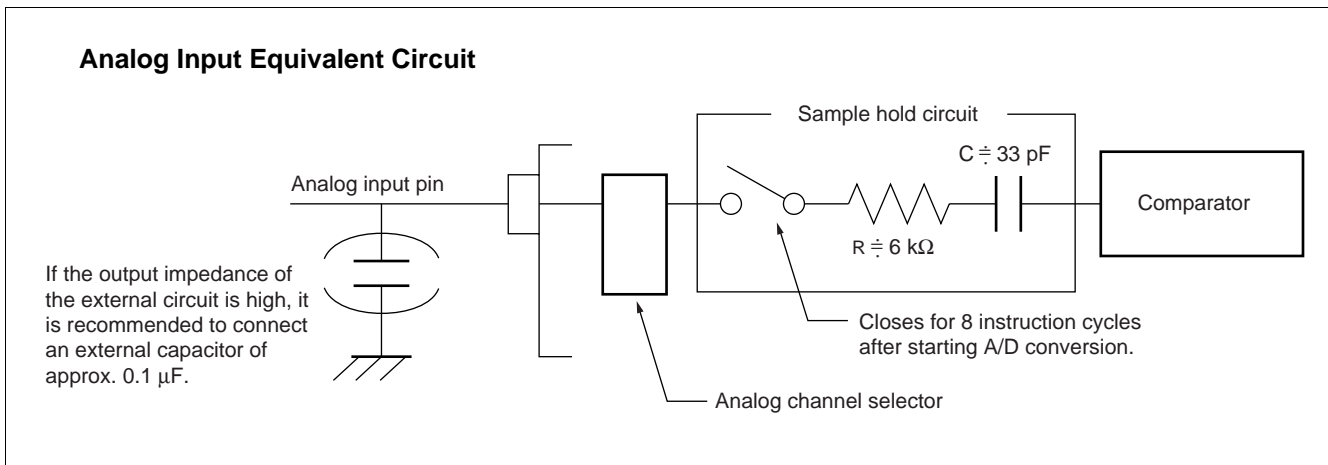 Analog Input Equivalent Circuit
Sample hold circuit
C ≒ 33 pF
Analog input pin
Comparator
R ≒ 6 kΩ
If the output impedance of
the external circuit is high, it
is recommended to connect
an external capacitor of
approx. 0.1 μF.
Closes for 8 instruction cycles
after starting A/D conversion.
Analog channel selector